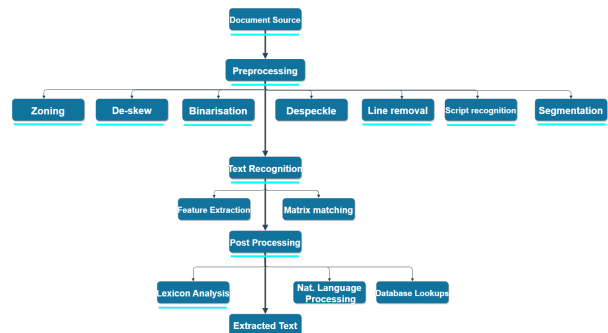 Document Source
Preprocessing
Zoning
De-skew
Binarisation
Despeckle
Line removal
Script recognition
Segmentation
Text Recognition
Feature Extraction
Matrix matching
Post Processing
Lexicon Analysis
Nat. Language
Processing
Database Lookups
Extracted Text